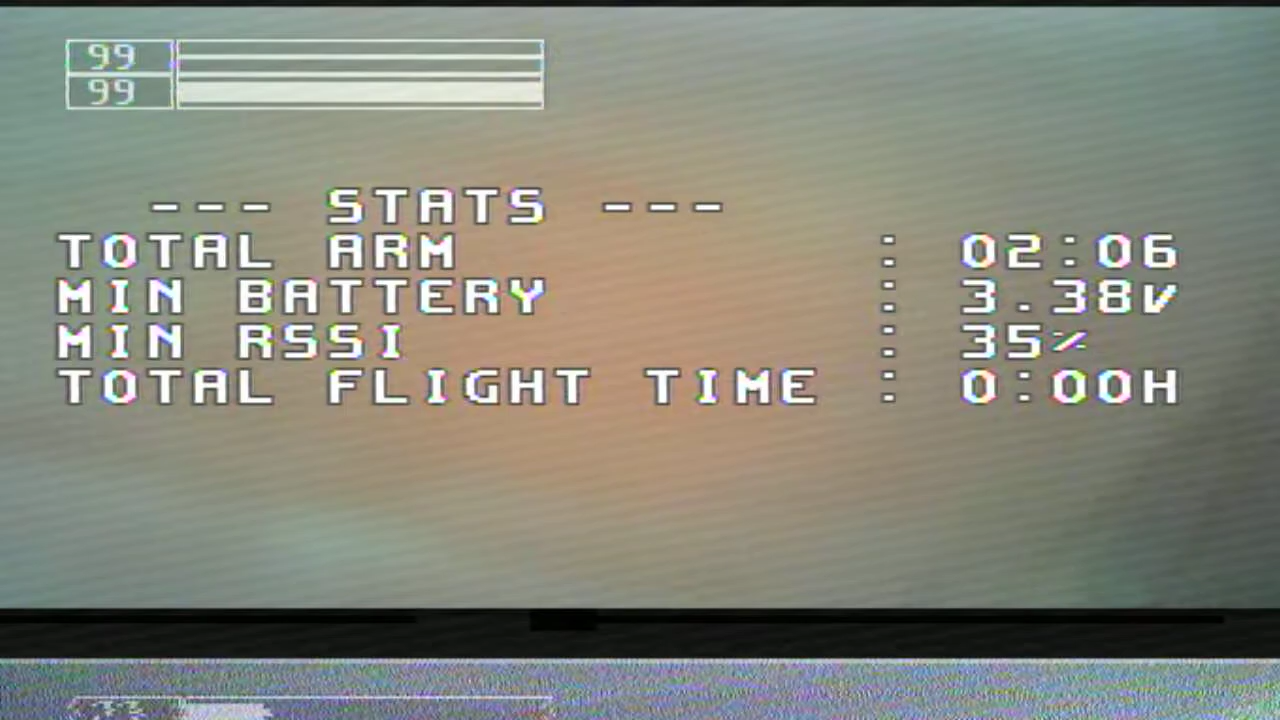 99
99
--- STATS ---
TOTAL ARM : 02:06
MIN BATTERY : 3.38V
MIN RSSI : 35%
TOTAL FLIGHT TIME : 0:00H